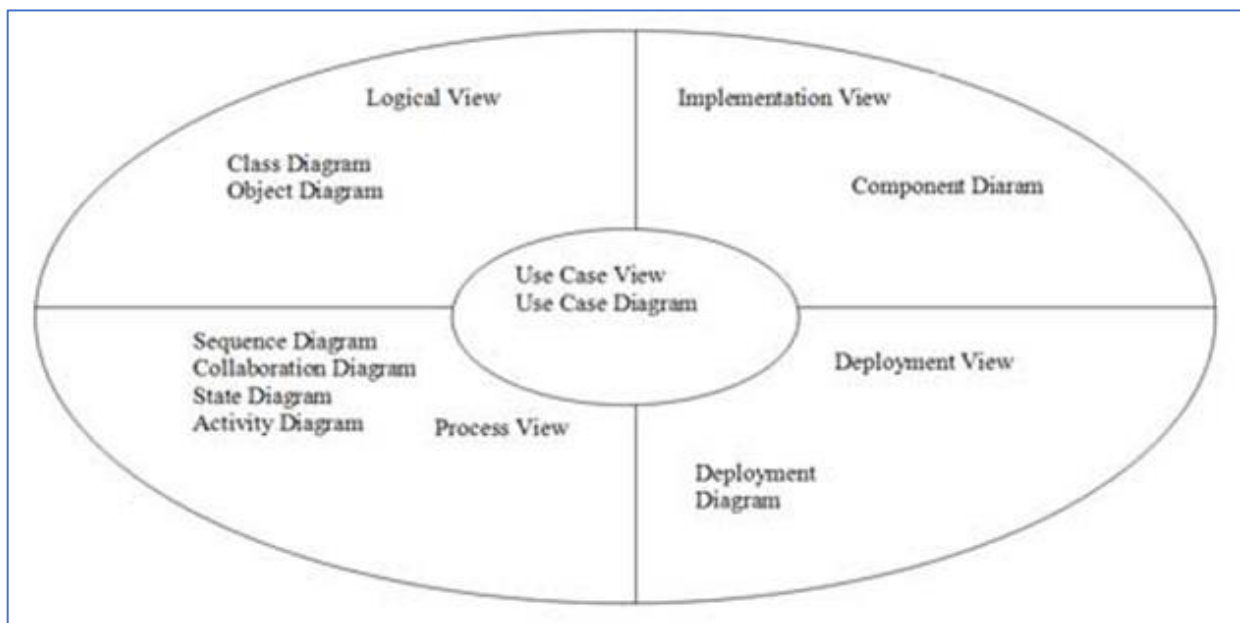 Logical View
Class Diagram
Object Diagram
Implementation View
Component Diaram
Use Case View
Use Case Diagram
Sequence Diagram
Collaboration Diagram
State Diagram
Activity Diagram
Process View
Deployment View
Deployment
Diagram